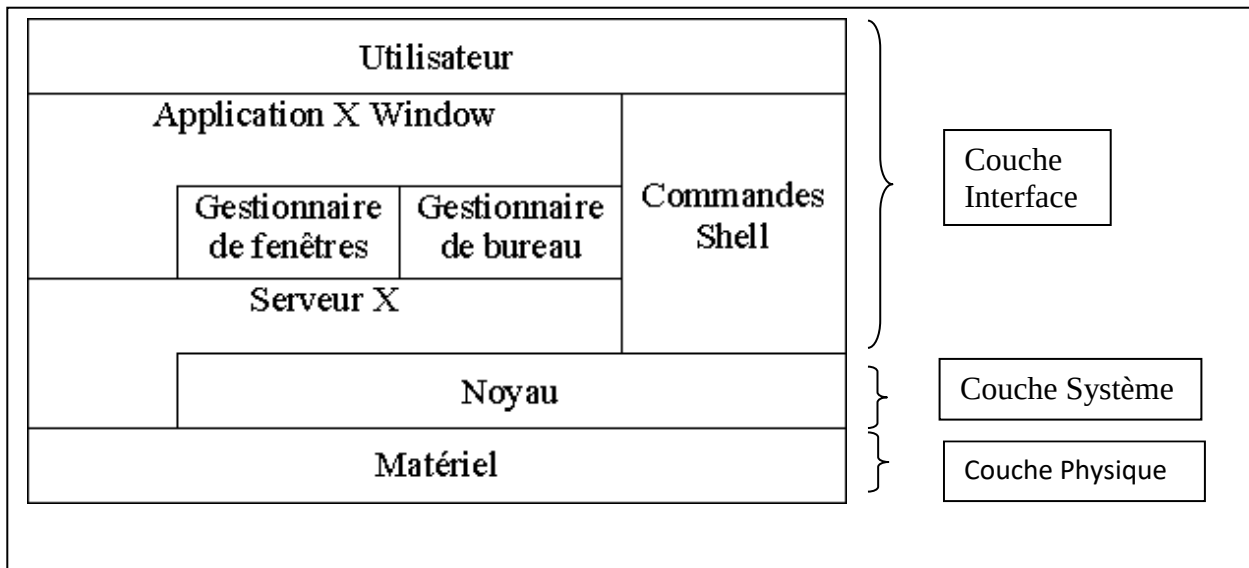 Utilisateur
Application X Window
Gestionnaire
de fenêtres
Gestionnaire
de bureau
Commandes
Shell
Serveur X
Noyau
Matériel
Couche
Interface
Couche Système
Couche Physique